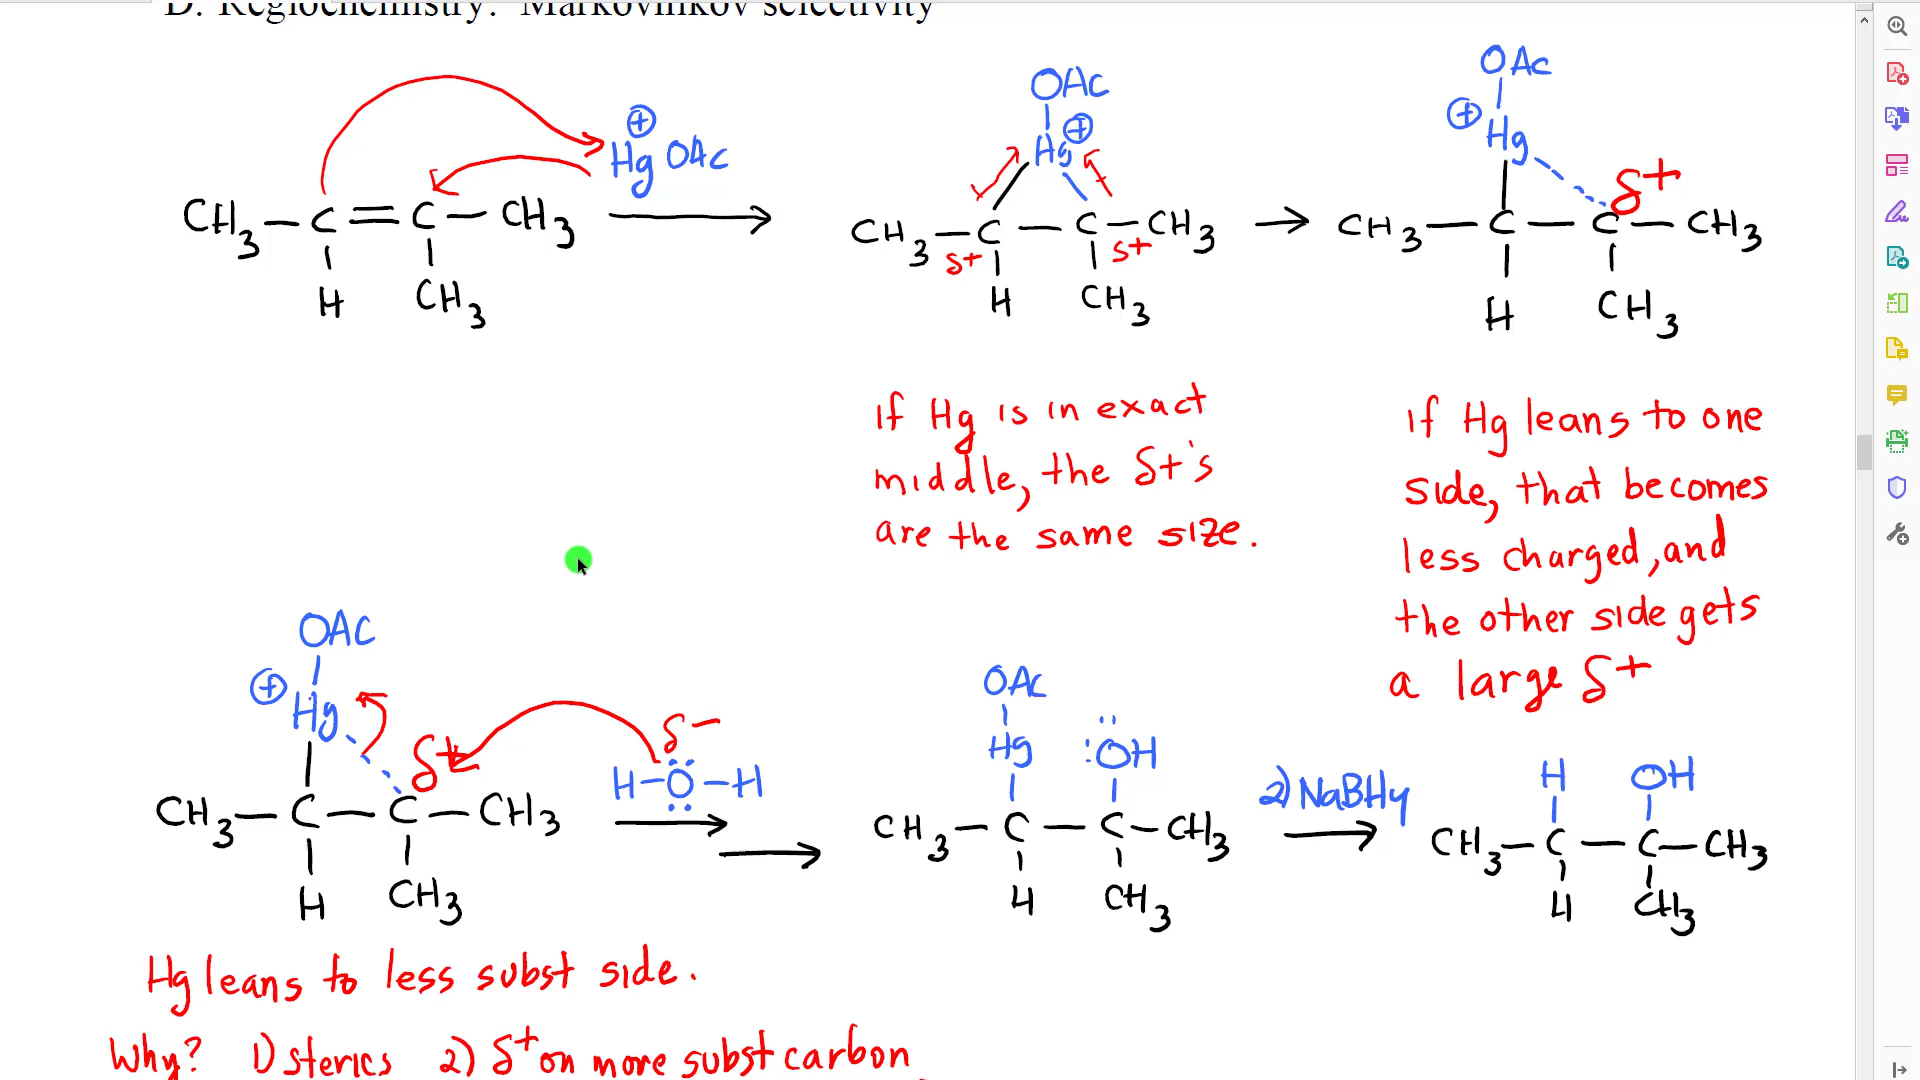 D. Regiochemistry: Markovnikov selectivity
⊕
HgOAc
CH3-C=C-CH3
H CH3
OAc
⊕
Hg
CH3-C-C-CH3
δ+ δ+
H CH3
OAc
⊕
Hg
δ+
CH3-C-C-CH3
H CH3
if Hg is in exact
middle, the δ+'s
are the same size.
if Hg leans to one
side, that becomes
less charged, and
the other side gets
a large δ+
OAc
⊕
Hg
δ+
CH3-C-C-CH3
H CH3
δ-
H-O-H
OAc
Hg :OH
CH3-C-C-CH3
H CH3
2) NaBH4
H OH
CH3-C-C-CH3
H CH3
Hg leans to less subst side.
Why? 1) sterics 2) δ+ on more subst carbon